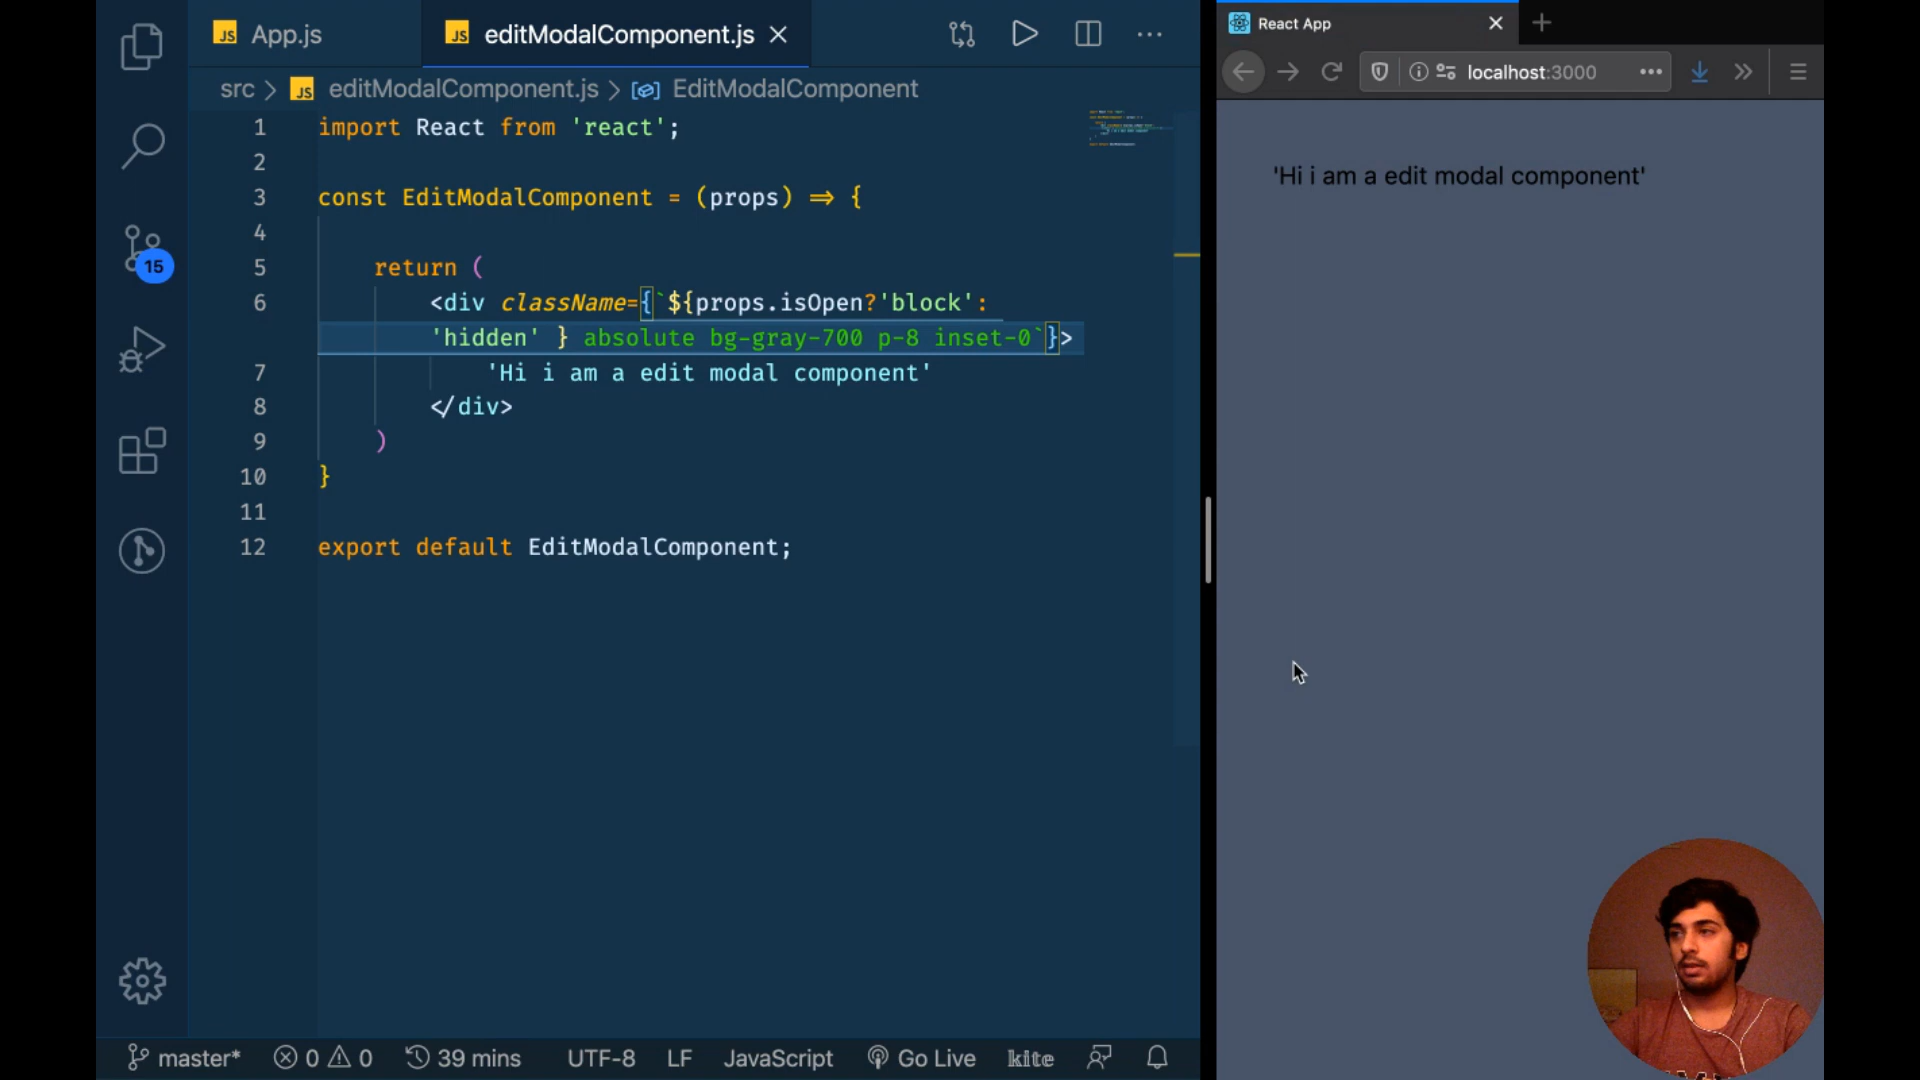 JS App.js
JS editModalComponent.js
src > JS editModalComponent.js > EditModalComponent
1 import React from 'react';
2
3 const EditModalComponent = (props) => {
4
5 return (
6 <div className={`${props.isOpen?'block':
'hidden' } absolute bg-gray-700 p-8 inset-0`}>
7 'Hi i am a edit modal component'
8 </div>
9 )
10 }
11
12 export default EditModalComponent;
15
master* 0 0 39 mins UTF-8 LF JavaScript Go Live kite
React App
localhost:3000
'Hi i am a edit modal component'